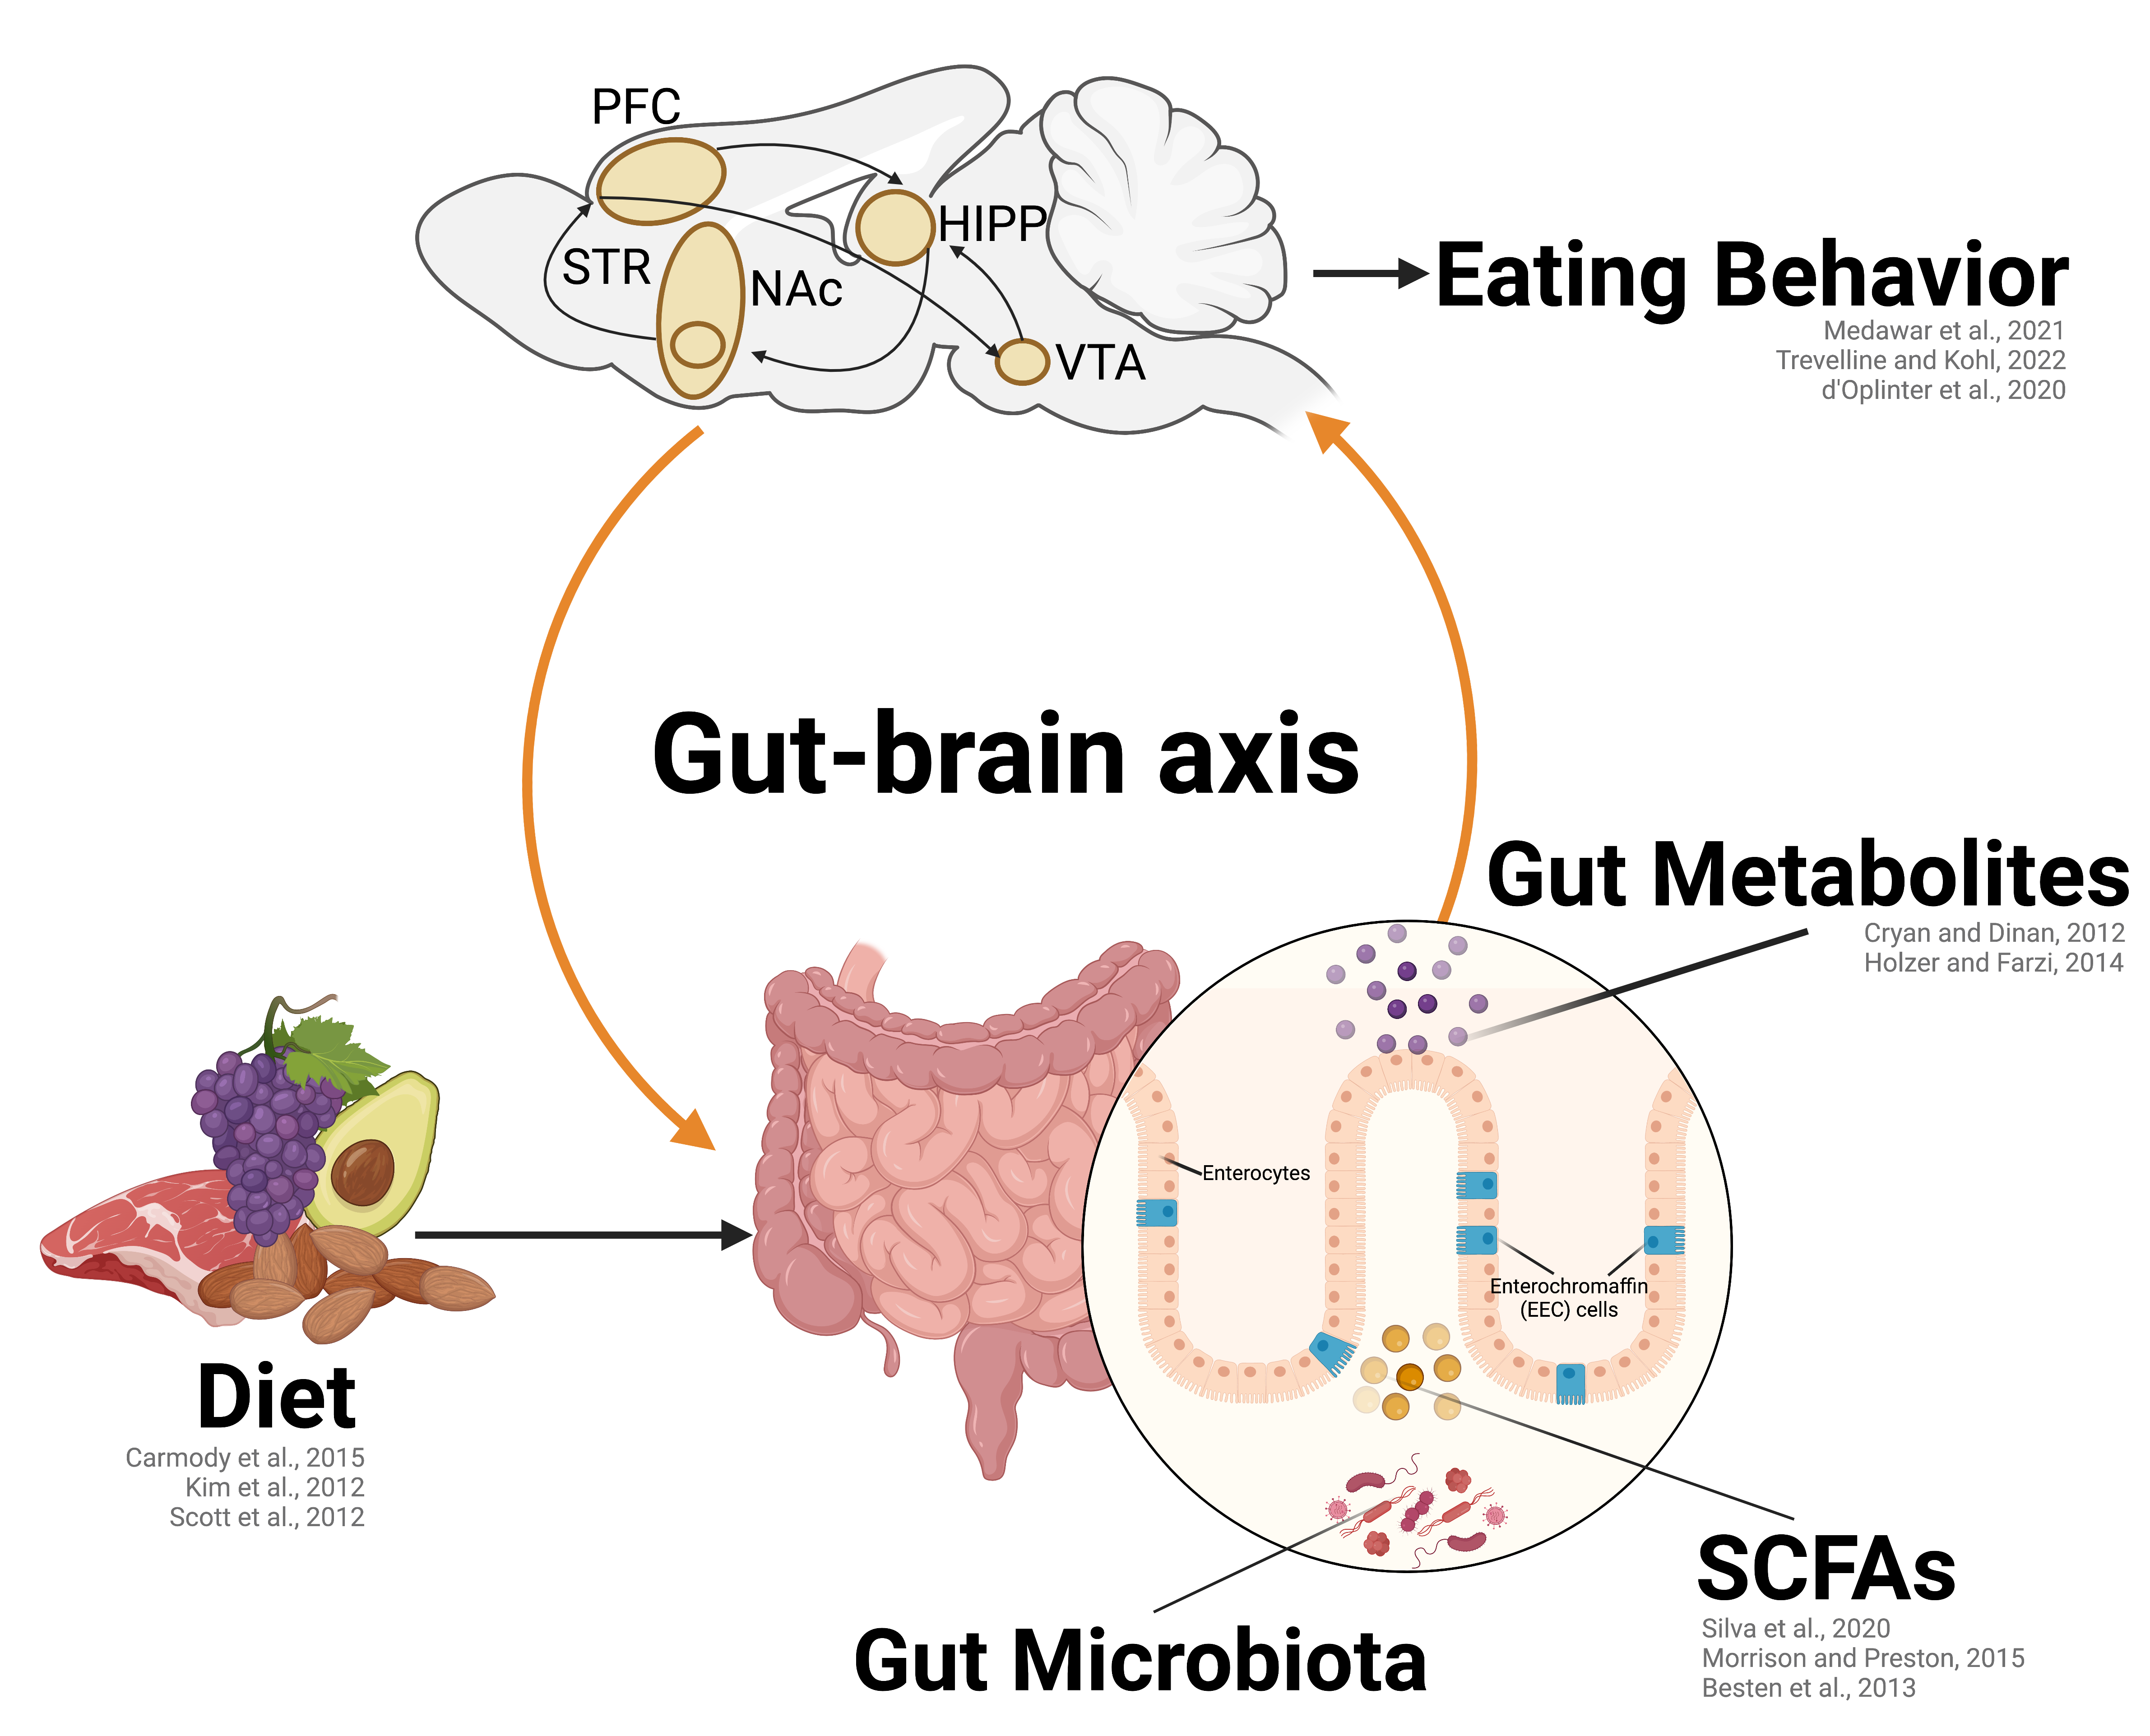 PFC
HIPP
STR
NAc
VTA
Eating Behavior
Medawar et al., 2021
Trevelline and Kohl, 2022
d'Oplinter et al., 2020
Gut-brain axis
Gut Metabolites
Cryan and Dinan, 2012
Holzer and Farzi, 2014
Enterocytes
Enterochromaffin
(EEC) cells
Diet
Carmody et al., 2015
Kim et al., 2012
Scott et al., 2012
SCFAs
Silva et al., 2020
Morrison and Preston, 2015
Besten et al., 2013
Gut Microbiota